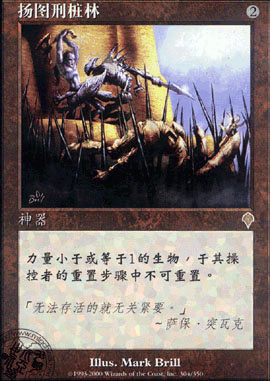 扬图刑桩林
2
神器
力量小于或等于1的生物，于其操
控者的重置步骤中不可重置。
「无法存活的就无关紧要。」
～萨保·突瓦克
Illus. Mark Brill
©1993-2000 Wizards of the Coast, Inc. 304/350